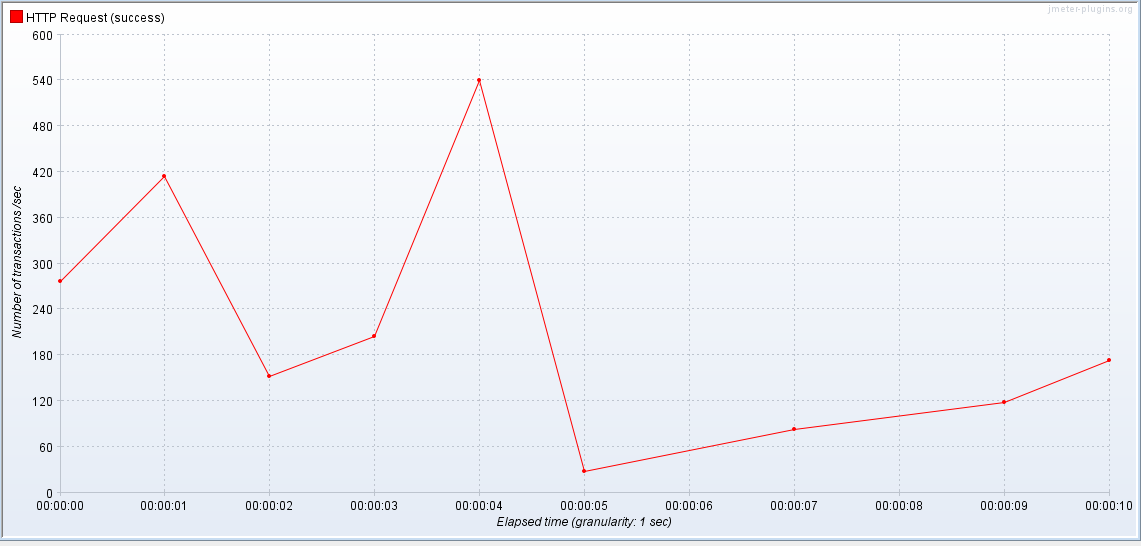 jmeter-plugins.org
HTTP Request (success)
600
540
480
420
360
300
240
180
120
60
0
Number of transactions /sec
00:00:00 00:00:01 00:00:02 00:00:03 00:00:04 00:00:05 00:00:06 00:00:07 00:00:08 00:00:09 00:00:10
Elapsed time (granularity: 1 sec)